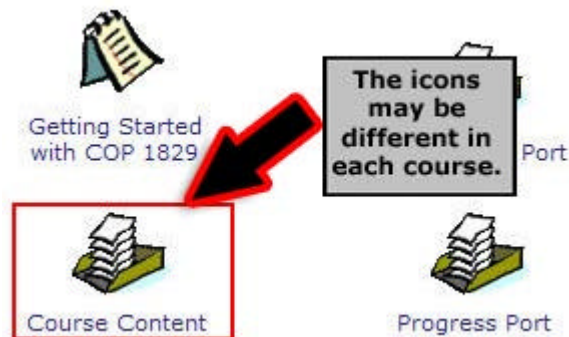 Getting Started
with COP 1829
The icons
may be
different in
each course.
Port
Course Content
Progress Port